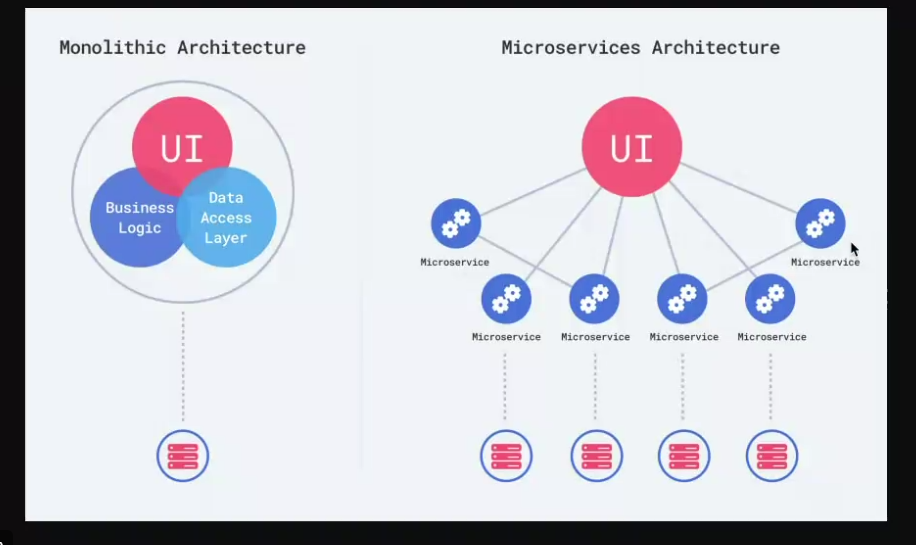 Monolithic Architecture
Microservices Architecture
UI
Business
Logic
Data
Access
Layer
UI
Microservice
Microservice
Microservice
Microservice
Microservice
Microservice